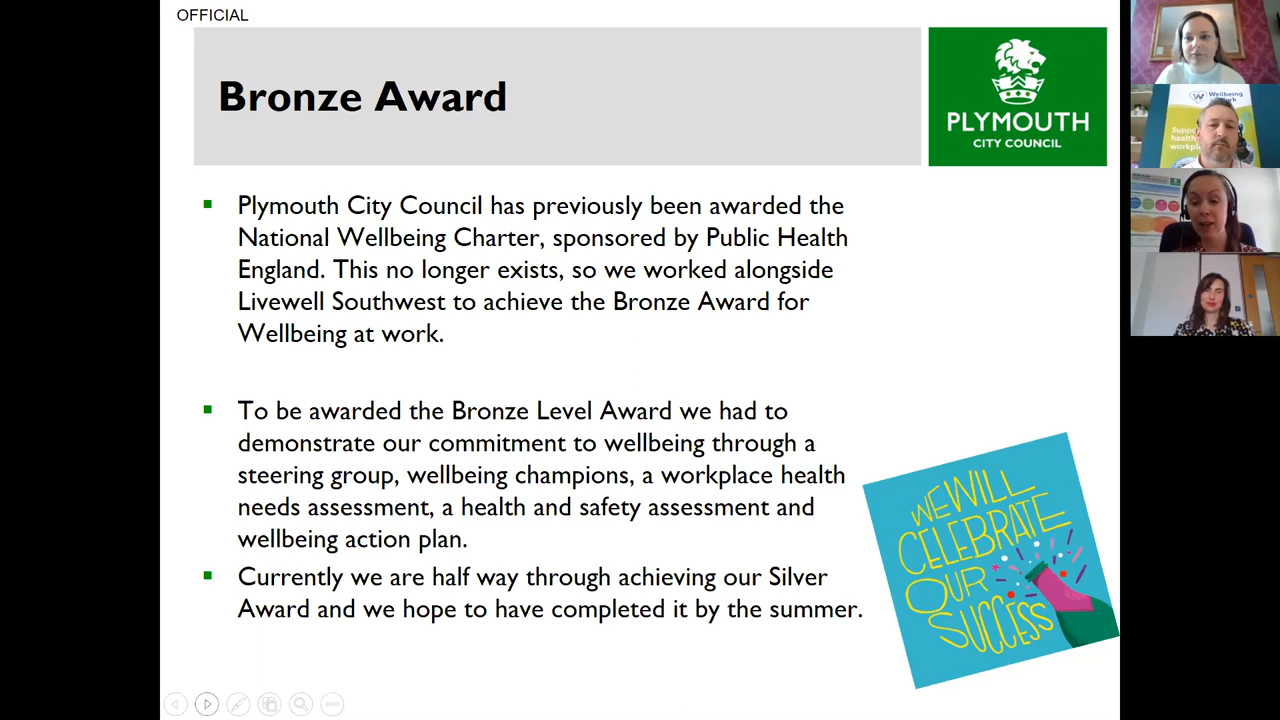 OFFICIAL
Bronze Award
PLYMOUTH
CITY COUNCIL
Plymouth City Council has previously been awarded the
National Wellbeing Charter, sponsored by Public Health
England. This no longer exists, so we worked alongside
Livewell Southwest to achieve the Bronze Award for
Wellbeing at work.
To be awarded the Bronze Level Award we had to
demonstrate our commitment to wellbeing through a
steering group, wellbeing champions, a workplace health
needs assessment, a health and safety assessment and
wellbeing action plan.
Currently we are half way through achieving our Silver
Award and we hope to have completed it by the summer.
WE WILL
CELEBRATE
OUR
SUCCESS
Wellbeing